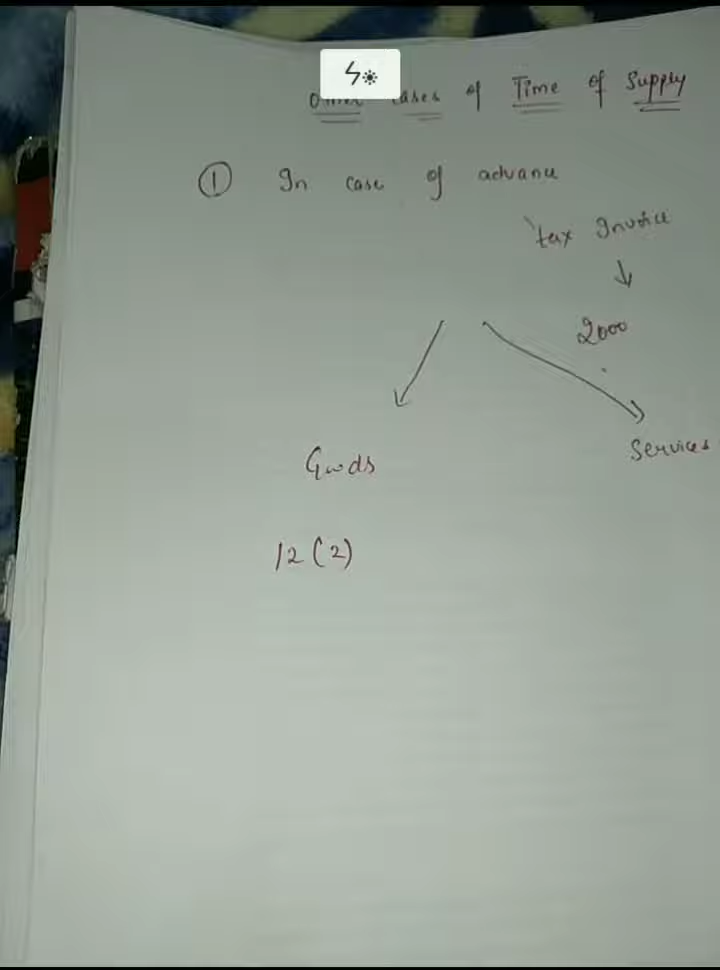 Other Cases of Time of Supply
① In case of advance
tax Invoice
↓
2000
Goods
Services
12 (2)